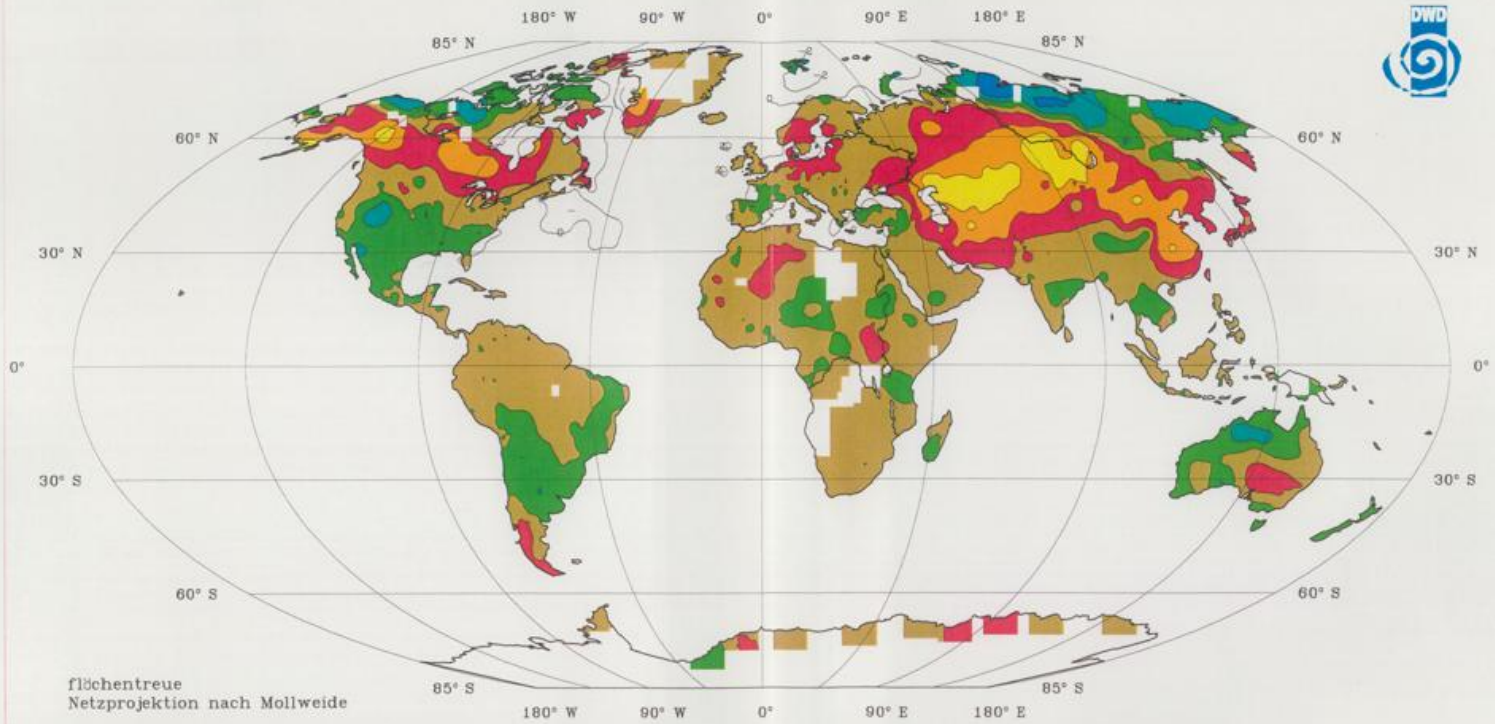 180° W 90° W 0° 90° E 180° E
DWD
85° N 85° N
60° N 60° N
30° N 30° N
0° 0°
30° S 30° S
60° S 60° S
85° S 85° S
flöchentreue
Netzprojektion nach Mollweide
180° W 90° W 0° 90° E 180° E